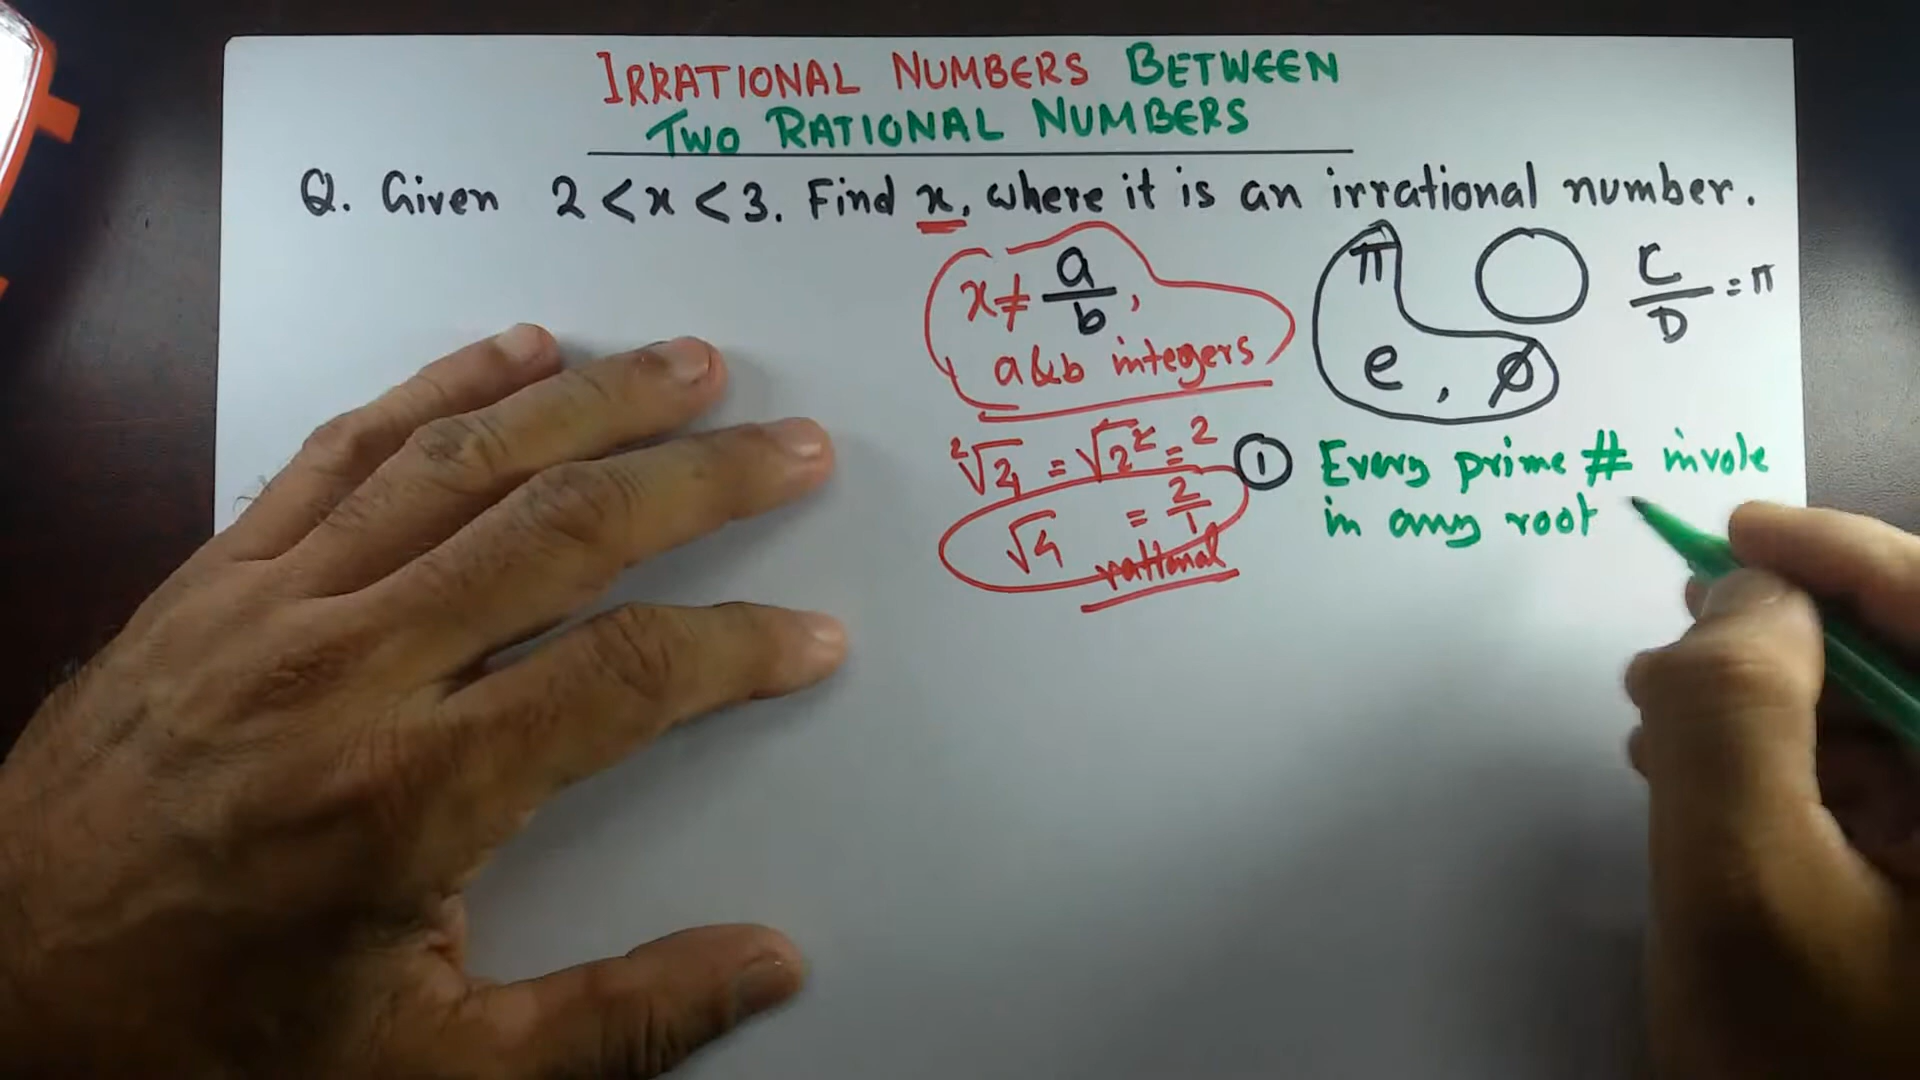 IRRATIONAL NUMBERS BETWEEN
TWO RATIONAL NUMBERS
Q. Given 2 < x < 3. Find x, where it is an irrational number.
x ≠ a/b,
a & b integers
π
e, ø
C/D = π
²√4 = √2² = 2
√4 = 2/1
rational
① Every prime # invole
in any root